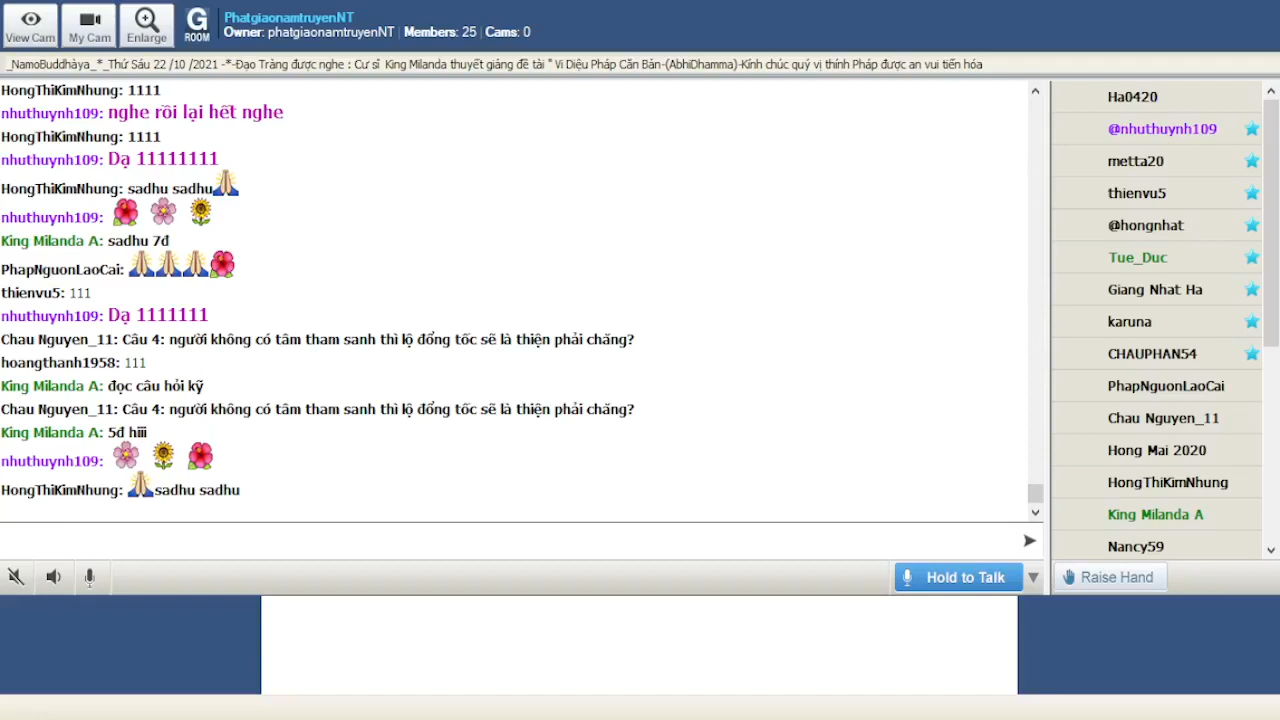 View Cam
My Cam
Enlarge
G
ROOM
PhatgiaonamtruyenNT
Owner: phatgiaonamtruyenNT | Members: 25 | Cams: 0
_NamoBuddhàya_*_Thứ Sáu 22 /10 /2021 -*-Đạo Tràng được nghe : Cư sĩ King Milanda thuyết giảng đề tài " Vi Diệu Pháp Căn Bản-(AbhiDhamma)-Kính chúc quý vị thính Pháp được an vui tiến hóa
HongThiKimNhung: 1111
nhuthuynh109: nghe rồi lại hết nghe
HongThiKimNhung: 1111
nhuthuynh109: Dạ 11111111
HongThiKimNhung: sadhu sadhu
nhuthuynh109:
King Milanda A: sadhu 7đ
PhapNguonLaoCai:
thienvu5: 111
nhuthuynh109: Dạ 1111111
Chau Nguyen_11: Câu 4: người không có tâm tham sanh thì lộ đổng tốc sẽ là thiện phải chăng?
hoangthanh1958: 111
King Milanda A: đọc câu hỏi kỹ
Chau Nguyen_11: Câu 4: người không có tâm tham sanh thì lộ đổng tốc sẽ là thiện phải chăng?
King Milanda A: 5đ hiii
nhuthuynh109:
HongThiKimNhung: sadhu sadhu
Hold to Talk
Ha0420
@nhuthuynh109
metta20
thienvu5
@hongnhat
Tue_Duc
Giang Nhat Ha
karuna
CHAUPHAN54
PhapNguonLaoCai
Chau Nguyen_11
Hong Mai 2020
HongThiKimNhung
King Milanda A
Nancy59
Raise Hand